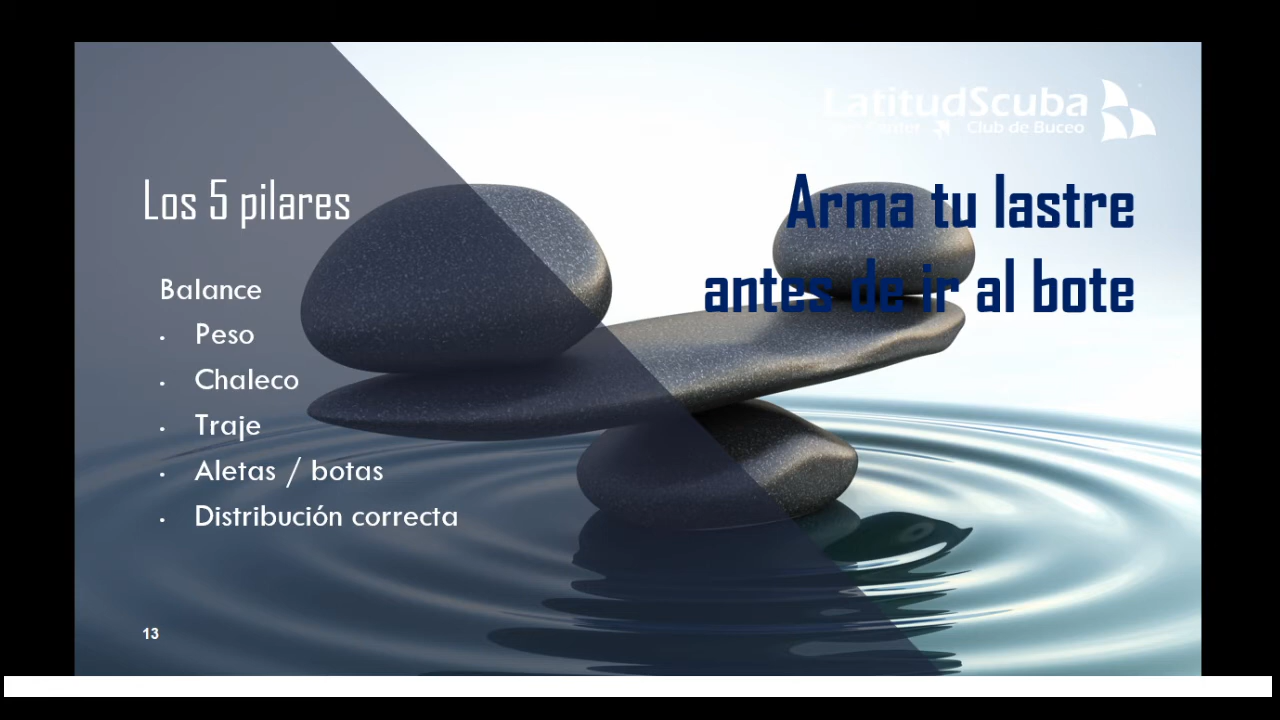 LatitudScuba
Center Club de Buceo
Los 5 pilares
Arma tu lastre
antes de ir al bote
Balance
• Peso
• Chaleco
• Traje
• Aletas / botas
• Distribución correcta
13